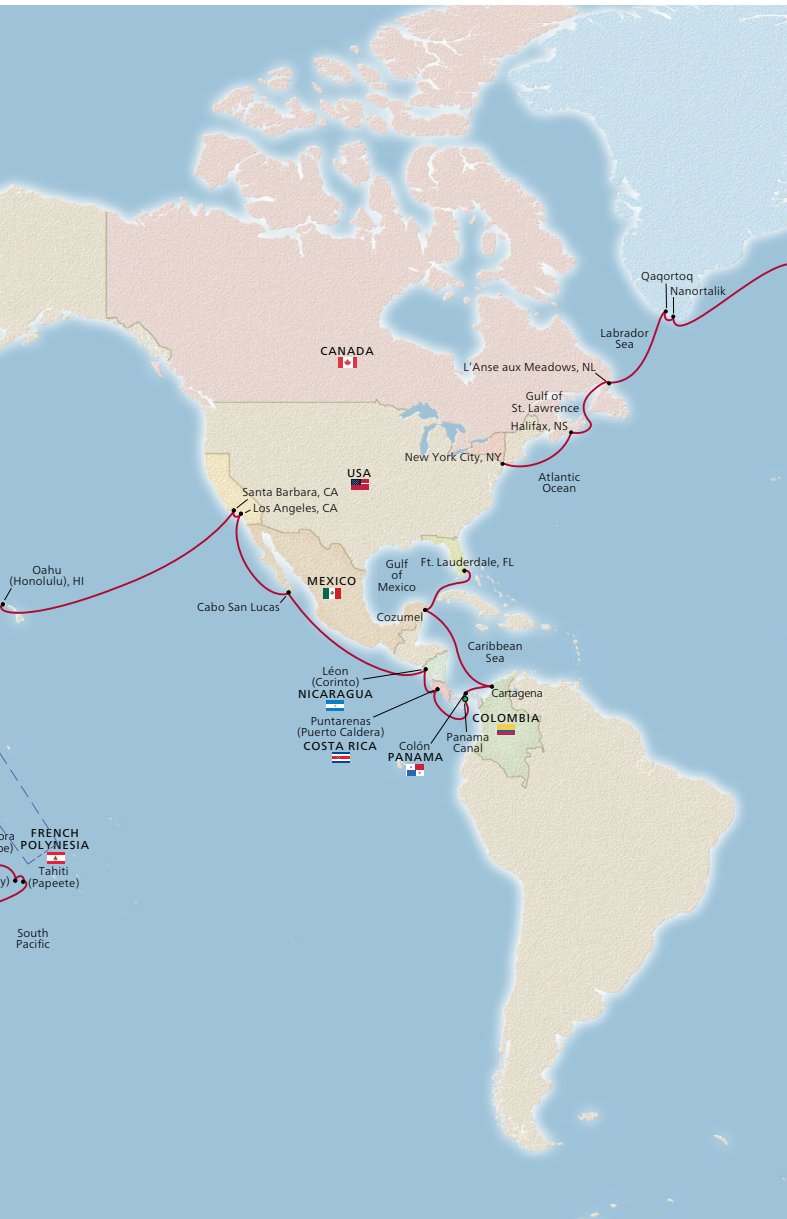 Qaqortoq
Nanortalik
Labrador
Sea
CANADA
L'Anse aux Meadows, NL
Gulf of
St. Lawrence
Halifax, NS
New York City, NY
USA
Atlantic
Ocean
Santa Barbara, CA
Los Angeles, CA
Oahu
(Honolulu), HI
Gulf
of
Mexico
Ft. Lauderdale, FL
MEXICO
Cabo San Lucas
Cozumel
Caribbean
Sea
Léon
(Corinto)
NICARAGUA
Cartagena
Puntarenas
(Puerto Caldera)
COSTA RICA
COLOMBIA
Colón
PANAMA
Panama
Canal
FRENCH
POLYNESIA
Tahiti
(Papeete)
South
Pacific